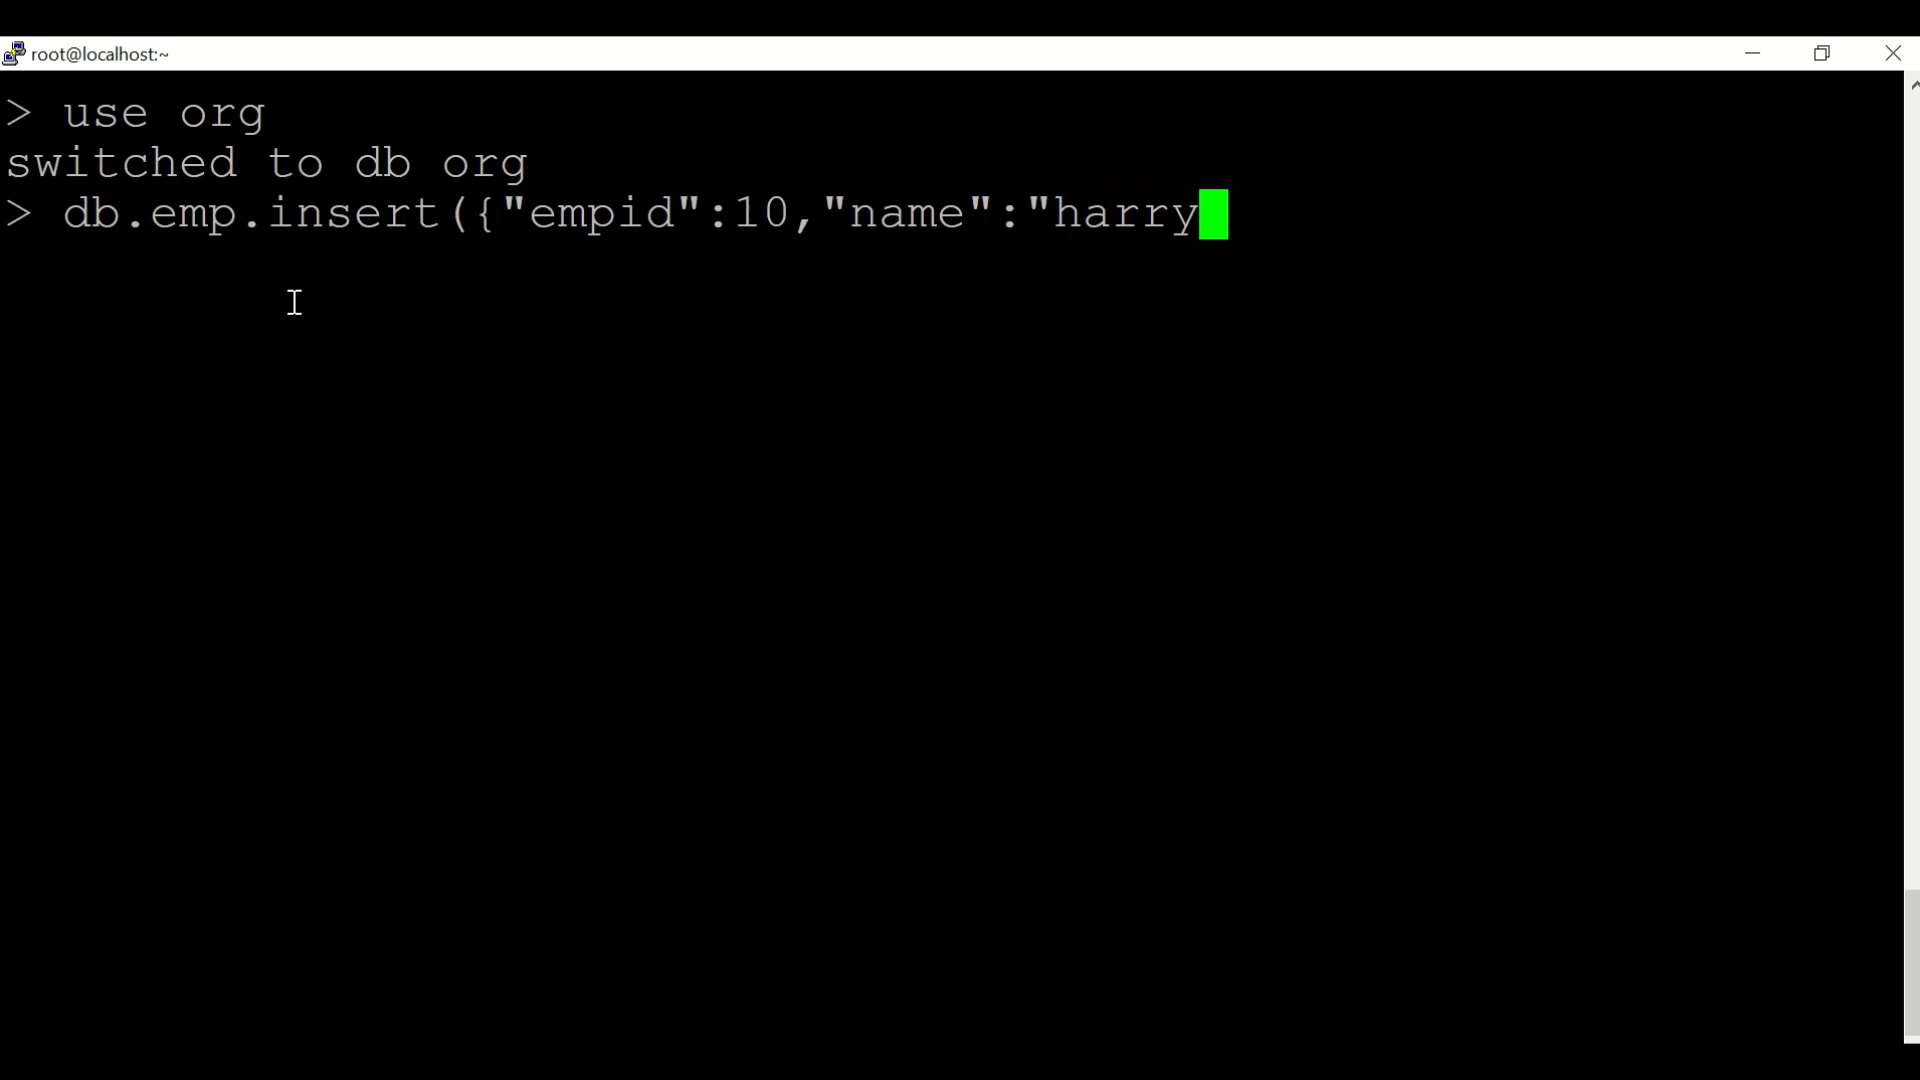 root@localhost:~
> use org
switched to db org
> db.emp.insert({"empid":10,"name":"harry